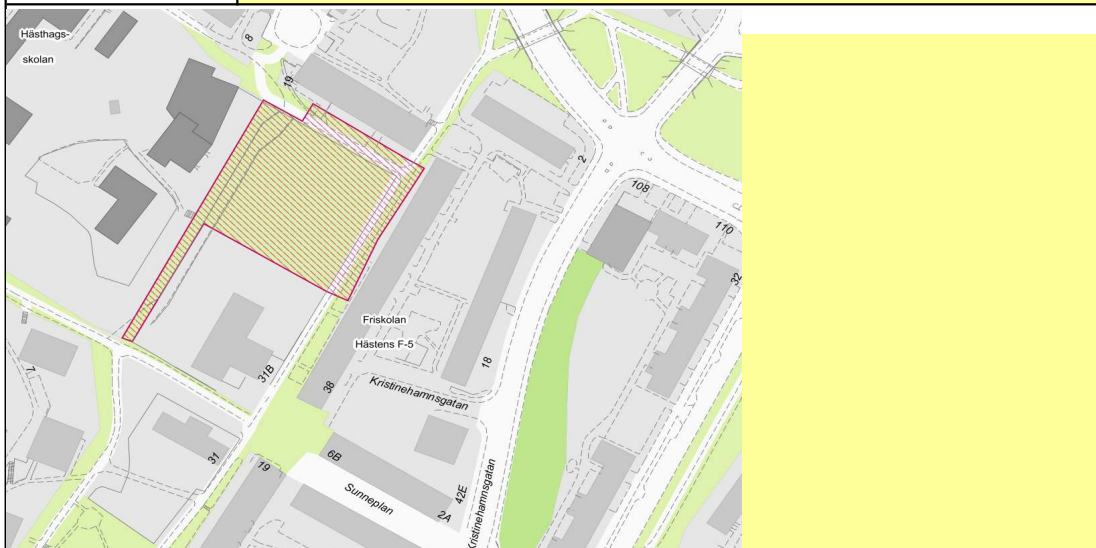 Hästhags-
skolan
8
19
2
108
110
32
Friskolan
Hästens F-5
18
31B
38
Kristinehamnsgatan
7
31
19
6B
Sunneplan
42E
2A
Kristinehamnsgatan